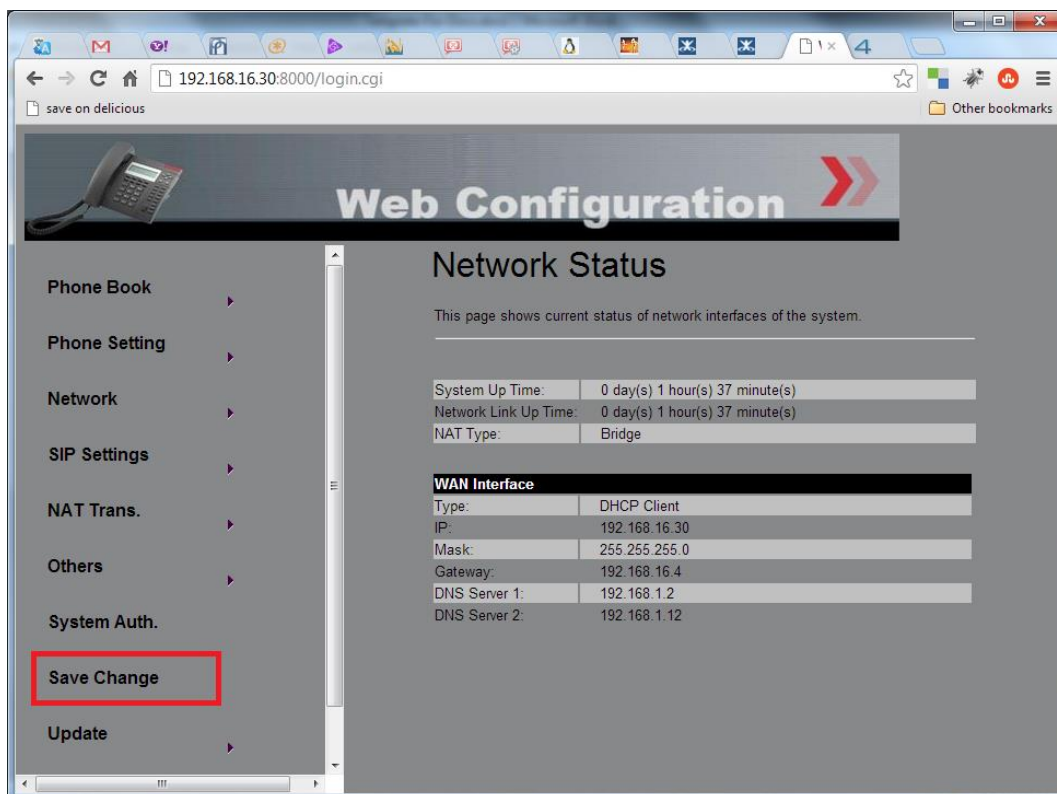 192.168.16.30:8000/login.cgi
save on delicious
Other bookmarks
Web Configuration
Phone Book
Phone Setting
Network
SIP Settings
NAT Trans.
Others
System Auth.
Save Change
Update
Network Status
This page shows current status of network interfaces of the system.
System Up Time: 0 day(s) 1 hour(s) 37 minute(s)
Network Link Up Time: 0 day(s) 1 hour(s) 37 minute(s)
NAT Type: Bridge
WAN Interface
Type: DHCP Client
IP: 192.168.16.30
Mask: 255.255.255.0
Gateway: 192.168.16.4
DNS Server 1: 192.168.1.2
DNS Server 2: 192.168.1.12